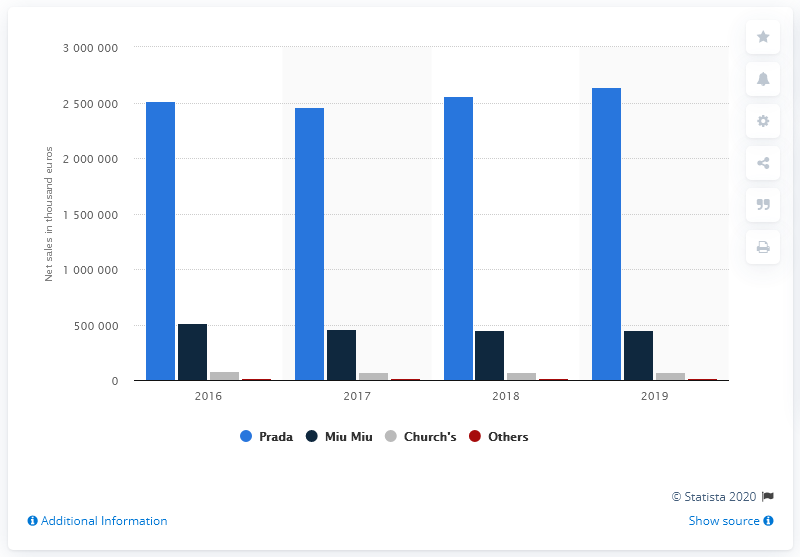 3 000 000
2 500 000
2 000 000
1 500 000
1 000 000
500 000
0
Net sales in thousand euros
2016 2017 2018 2019
Prada Miu Miu Church's Others
© Statista 2020
Additional Information Show source